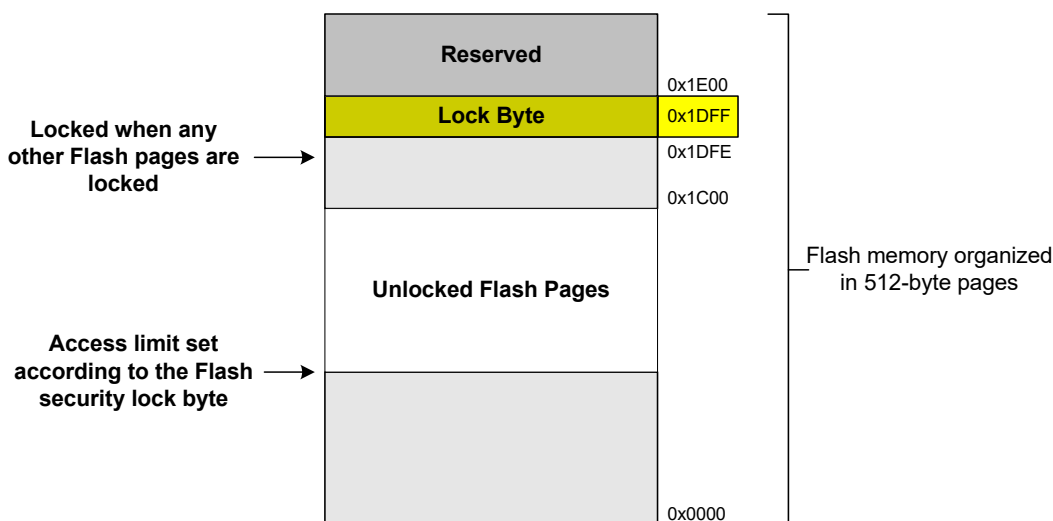 Reserved
0x1E00
Lock Byte
0x1DFF
Locked when any
other Flash pages are
locked
0x1DFE
0x1C00
Flash memory organized
in 512-byte pages
Unlocked Flash Pages
Access limit set
according to the Flash
security lock byte
0x0000